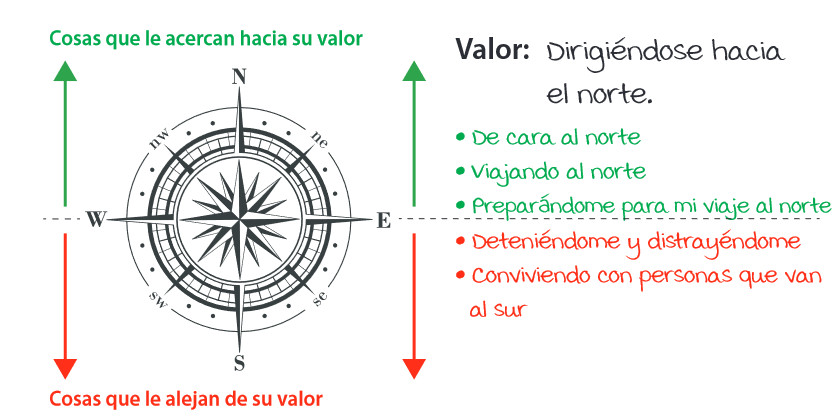 Cosas que le acercan hacia su valor
N
nw
ne
W
E
sw
se
S
Cosas que le alejan de su valor
Valor: Dirigiéndose hacia
el norte.
• De cara al norte
• Viajando al norte
• Preparándome para mi viaje al norte
• Deteniéndome y distrayéndome
• Conviviendo con personas que van
al sur